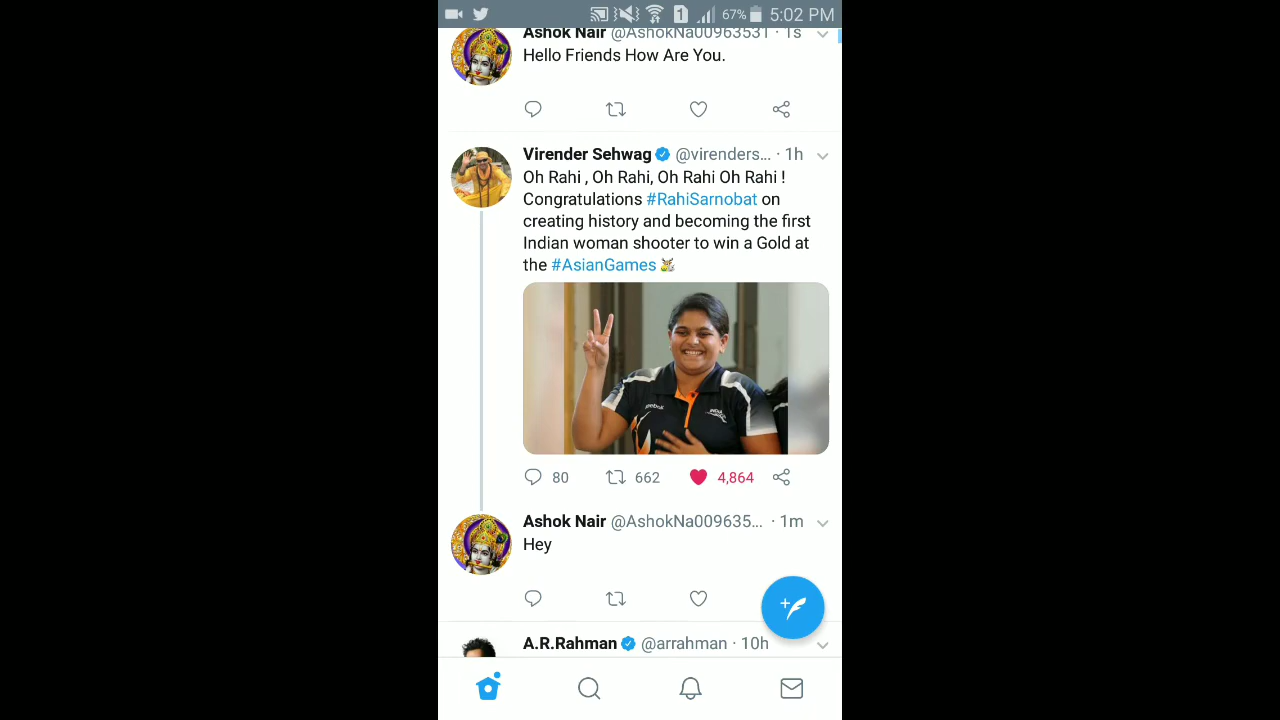 67% 5:02 PM
Ashok Nair @AshokNa00963531 · 1s
Hello Friends How Are You.
Virender Sehwag @virenders... · 1h
Oh Rahi , Oh Rahi, Oh Rahi Oh Rahi !
Congratulations #RahiSarnobat on
creating history and becoming the first
Indian woman shooter to win a Gold at
the #AsianGames
Reebok
INDIA
80 662 4,864
Ashok Nair @AshokNa009635... · 1m
Hey
A.R.Rahman @arrahman · 10h